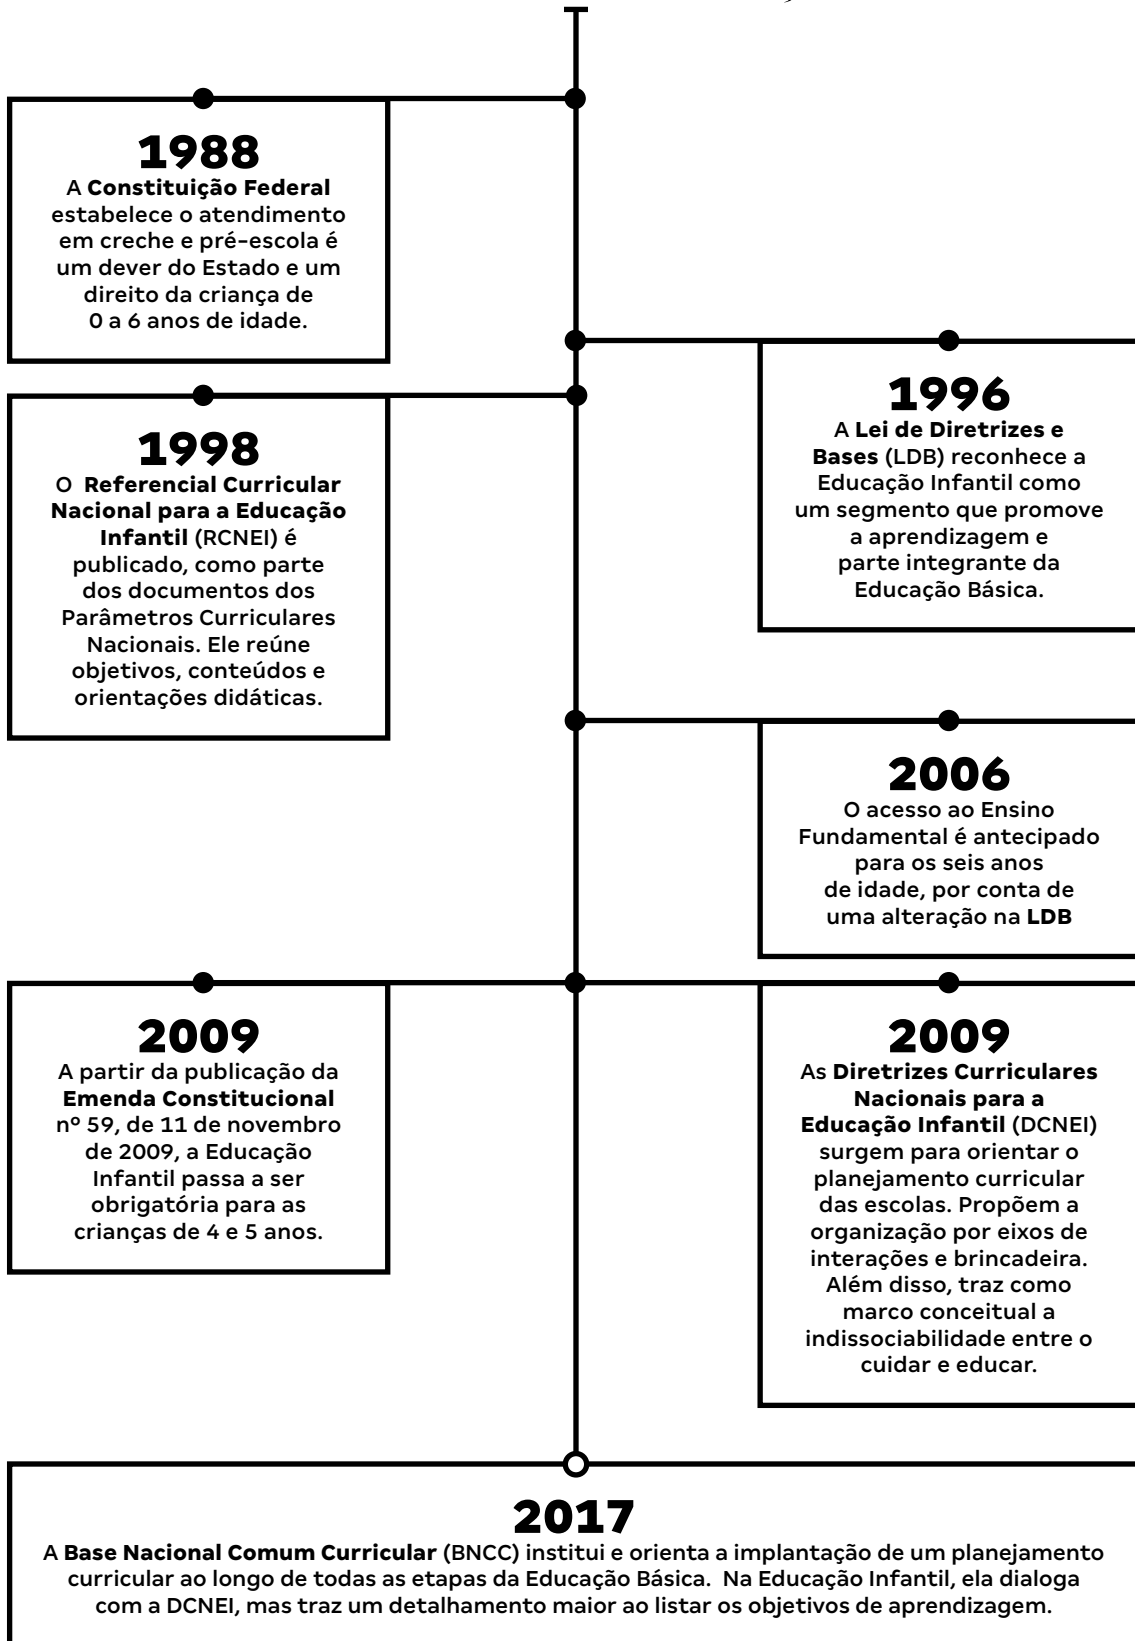 1988
A Constituição Federal
estabelece o atendimento
em creche e pré-escola é
um dever do Estado e um
direito da criança de
0 a 6 anos de idade.
1996
A Lei de Diretrizes e
Bases (LDB) reconhece a
Educação Infantil como
um segmento que promove
a aprendizagem e
parte integrante da
Educação Básica.
1998
O Referencial Curricular
Nacional para a Educação
Infantil (RCNEI) é
publicado, como parte
dos documentos dos
Parâmetros Curriculares
Nacionais. Ele reúne
objetivos, conteúdos e
orientações didáticas.
2006
O acesso ao Ensino
Fundamental é antecipado
para os seis anos
de idade, por conta de
uma alteração na LDB
2009
A partir da publicação da
Emenda Constitucional
nº 59, de 11 de novembro
de 2009, a Educação
Infantil passa a ser
obrigatória para as
crianças de 4 e 5 anos.
2009
As Diretrizes Curriculares
Nacionais para a
Educação Infantil (DCNEI)
surgem para orientar o
planejamento curricular
das escolas. Propõem a
organização por eixos de
interações e brincadeira.
Além disso, traz como
marco conceitual a
indissociabilidade entre o
cuidar e educar.
2017
A Base Nacional Comum Curricular (BNCC) institui e orienta a implantação de um planejamento
curricular ao longo de todas as etapas da Educação Básica. Na Educação Infantil, ela dialoga
com a DCNEI, mas traz um detalhamento maior ao listar os objetivos de aprendizagem.